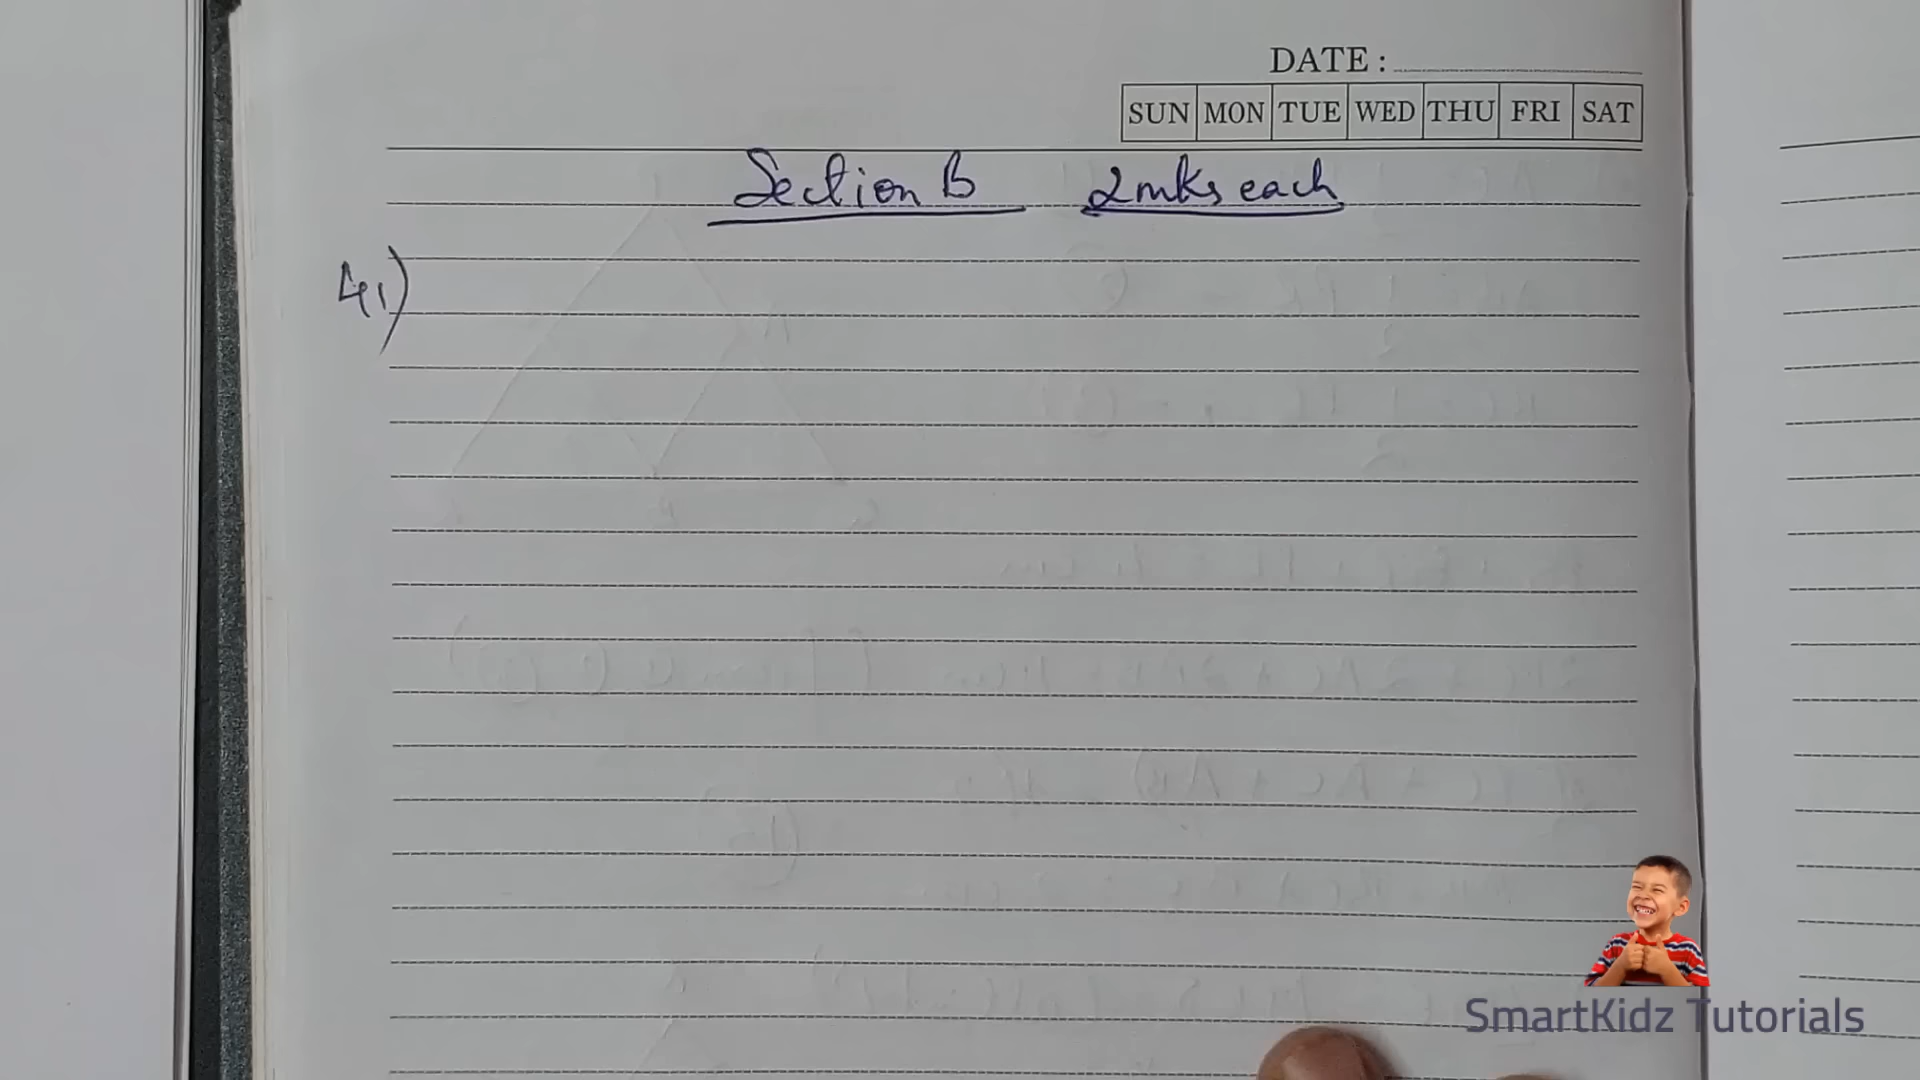 DATE :
SUN MON TUE WED THU FRI SAT
Section B 2mks each
41)
SmartKidz Tutorials